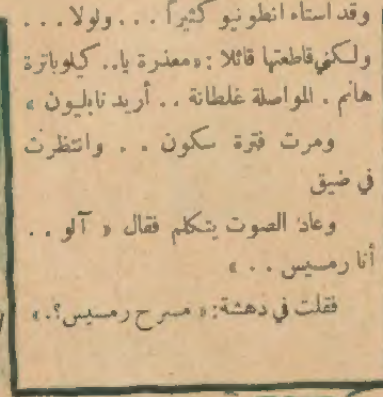 وقد استاء انطونيو كثيراً . . . ولولا . . .
ولكني قاطعتها قائلا : «معذرة يا.. كيلوباترة
هانم . المواصلة غلطانة . . أريد نابليون »
ومرت فترة سكون . . وانتظرت
في ضيق
وعاد الصوت يتكلم فقال « آلو . .
أنا رمسيس . . »
فقلت في دهشة: « مسرح رمسيس؟. »